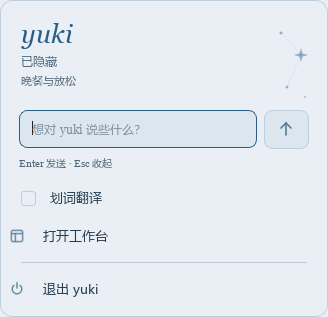 yuki
已隐藏
晚餐与放松
想对 yuki 说些什么?
Enter 发送 · Esc 收起
划词翻译
打开工作台
退出 yuki